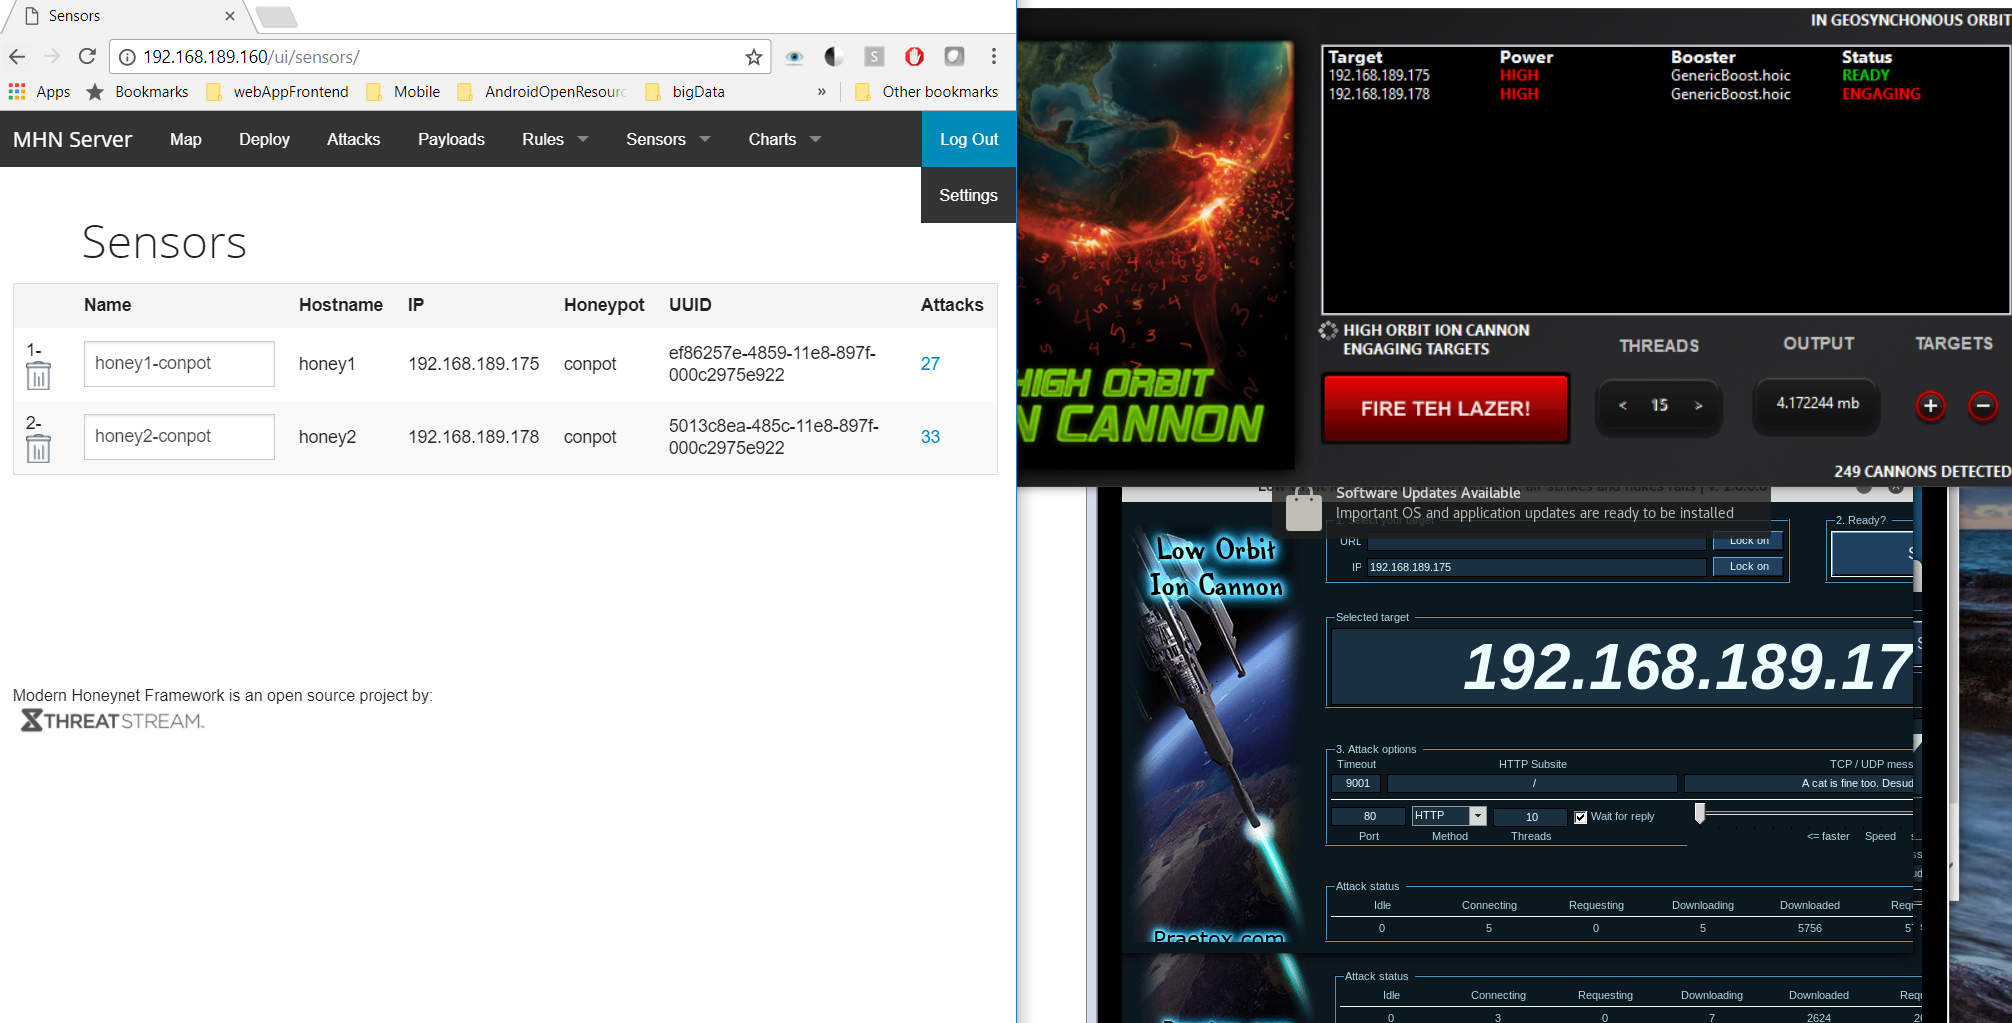 Sensors
192.168.189.160/ui/sensors/
S
Apps Bookmarks webAppFrontend Mobile AndroidOpenResourc bigData » Other bookmarks
MHN Server Map Deploy Attacks Payloads Rules Sensors Charts Log Out
Settings
Sensors
Name Hostname IP Honeypot UUID Attacks
1- honey1-conpot honey1 192.168.189.175 conpot ef86257e-4859-11e8-897f-
000c2975e922 27
2- honey2-conpot honey2 192.168.189.178 conpot 5013c8ea-485c-11e8-897f-
000c2975e922 33
Modern Honeynet Framework is an open source project by:
THREATSTREAM
IN GEOSYNCHONOUS ORBIT
Target Power Booster Status
192.168.189.175 HIGH GenericBoost.hoic READY
192.168.189.178 HIGH GenericBoost.hoic ENGAGING
HIGH ORBIT
N CANNON
HIGH ORBIT ION CANNON
ENGAGING TARGETS
THREADS OUTPUT TARGETS
FIRE TEH LAZER!
< 15 >
4.172244 mb
+ −
249 CANNONS DETECTED
Software Updates Available
Important OS and application updates are ready to be installed
Low Orbit
Ion Cannon
1. Select your target
2. Ready?
URL Lock on
IP 192.168.189.175 Lock on
S
Selected target
192.168.189.17
3. Attack options
Timeout HTTP Subsite TCP / UDP mess
9001 / A cat is fine too. Desud
80 HTTP 10 Wait for reply
Port Method Threads <= faster Speed
Attack status
Idle Connecting Requesting Downloading Downloaded Requ
0 5 0 5 5756 57
Praetox.com
Attack status
Idle Connecting Requesting Downloading Downloaded Requ
0 3 0 7 2624 26